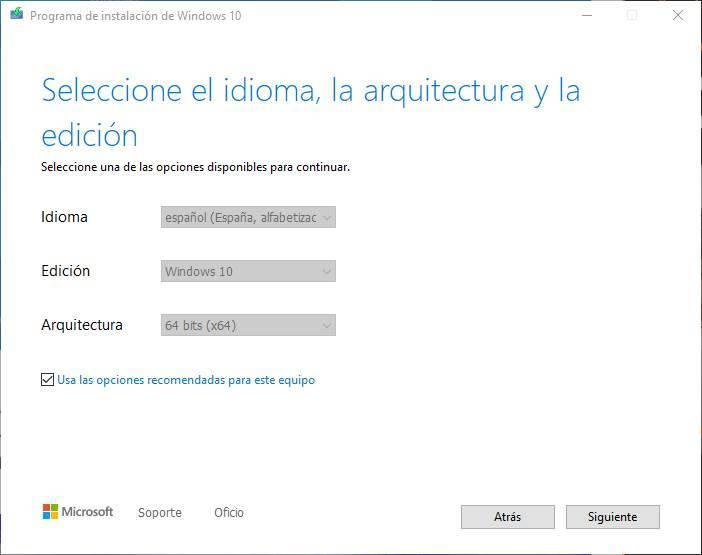 Programa de instalación de Windows 10
Seleccione el idioma, la arquitectura y la
edición
Seleccione una de las opciones disponibles para continuar.
Idioma español (España, alfabetizac
Edición Windows 10
Arquitectura 64 bits (x64)
Usa las opciones recomendadas para este equipo
Microsoft Soporte Oficio Atrás Siguiente